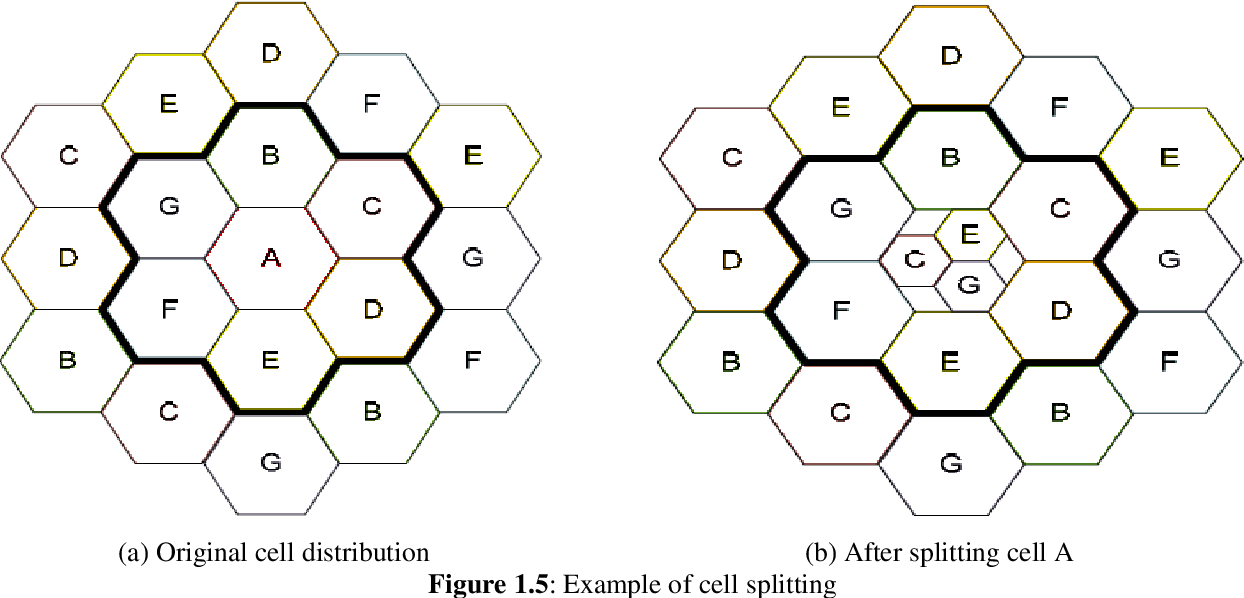 D D
E F E F
C B E C B E
G C G C
D A G D E C G G
F D F D
B E F B E F
C B C B
G G
(a) Original cell distribution (b) After splitting cell A
Figure 1.5: Example of cell splitting